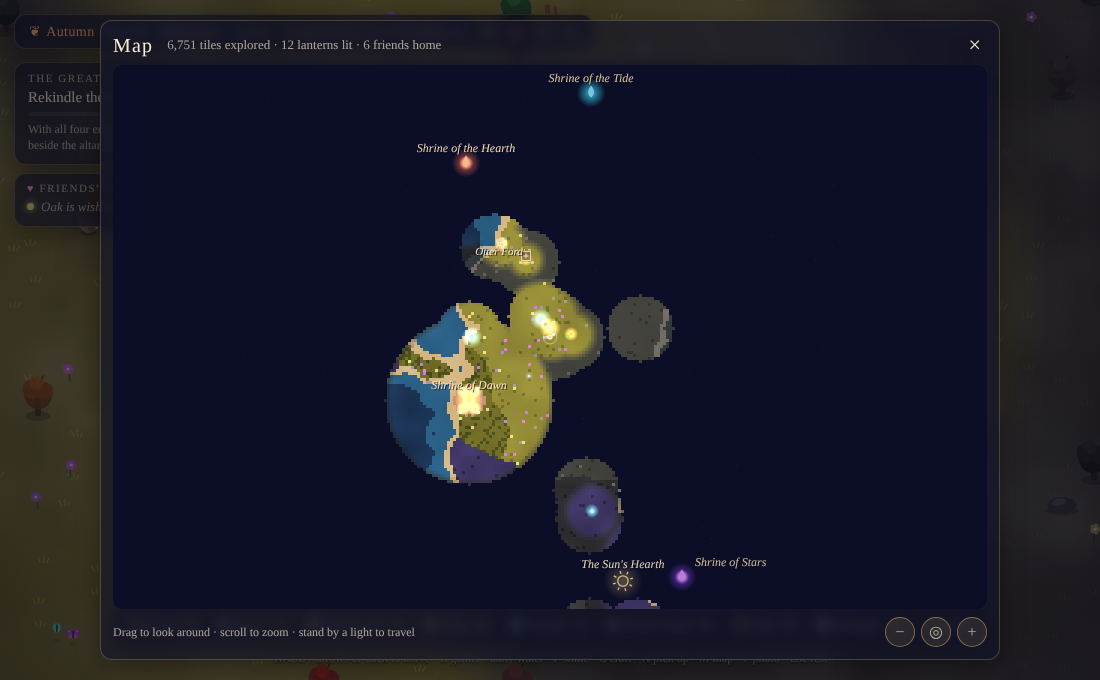 Autumn
Map
6,751 tiles explored · 12 lanterns lit · 6 friends home
×
THE GREAT
Rekindle the
With all four
beside the altar
♥ FRIENDS'
Oak is wish
Shrine of the Tide
Shrine of the Hearth
Otter Ford
Shrine of Dawn
The Sun's Hearth
Shrine of Stars
Drag to look around · scroll to zoom · stand by a light to travel
− ◎ +